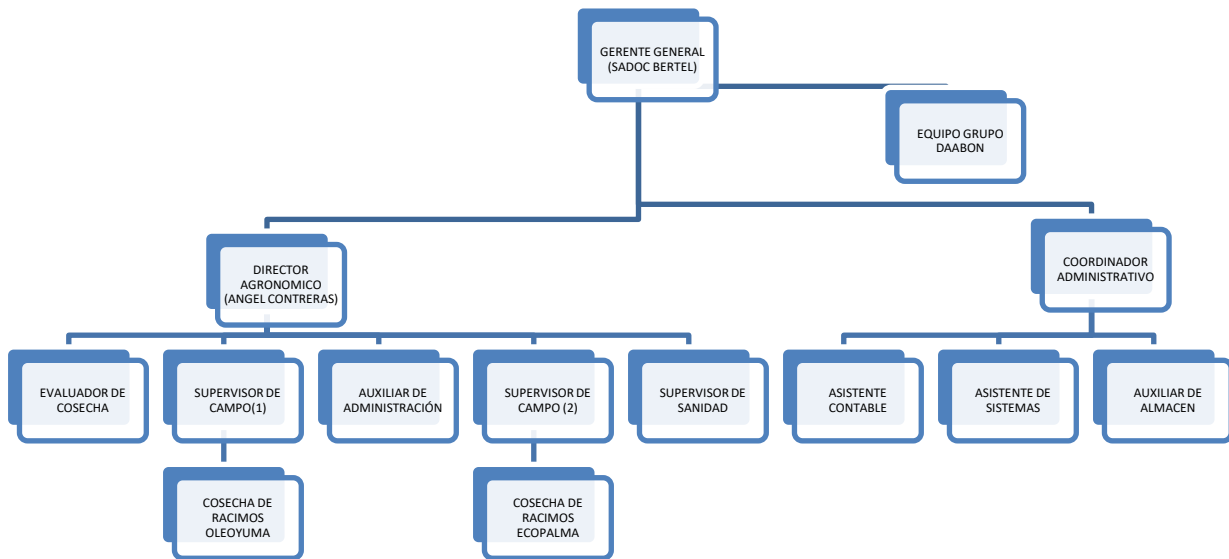 GERENTE GENERAL
(SADOC BERTEL)
EQUIPO GRUPO
DAABON
DIRECTOR
AGRONOMICO
(ANGEL CONTRERAS)
COORDINADOR
ADMINISTRATIVO
EVALUADOR DE
COSECHA
SUPERVISOR DE
CAMPO(1)
AUXILIAR DE
ADMINISTRACIÓN
SUPERVISOR DE
CAMPO (2)
SUPERVISOR DE
SANIDAD
ASISTENTE
CONTABLE
ASISTENTE DE
SISTEMAS
AUXILIAR DE
ALMACEN
COSECHA DE
RACIMOS
OLEOYUMA
COSECHA DE
RACIMOS
ECOPALMA